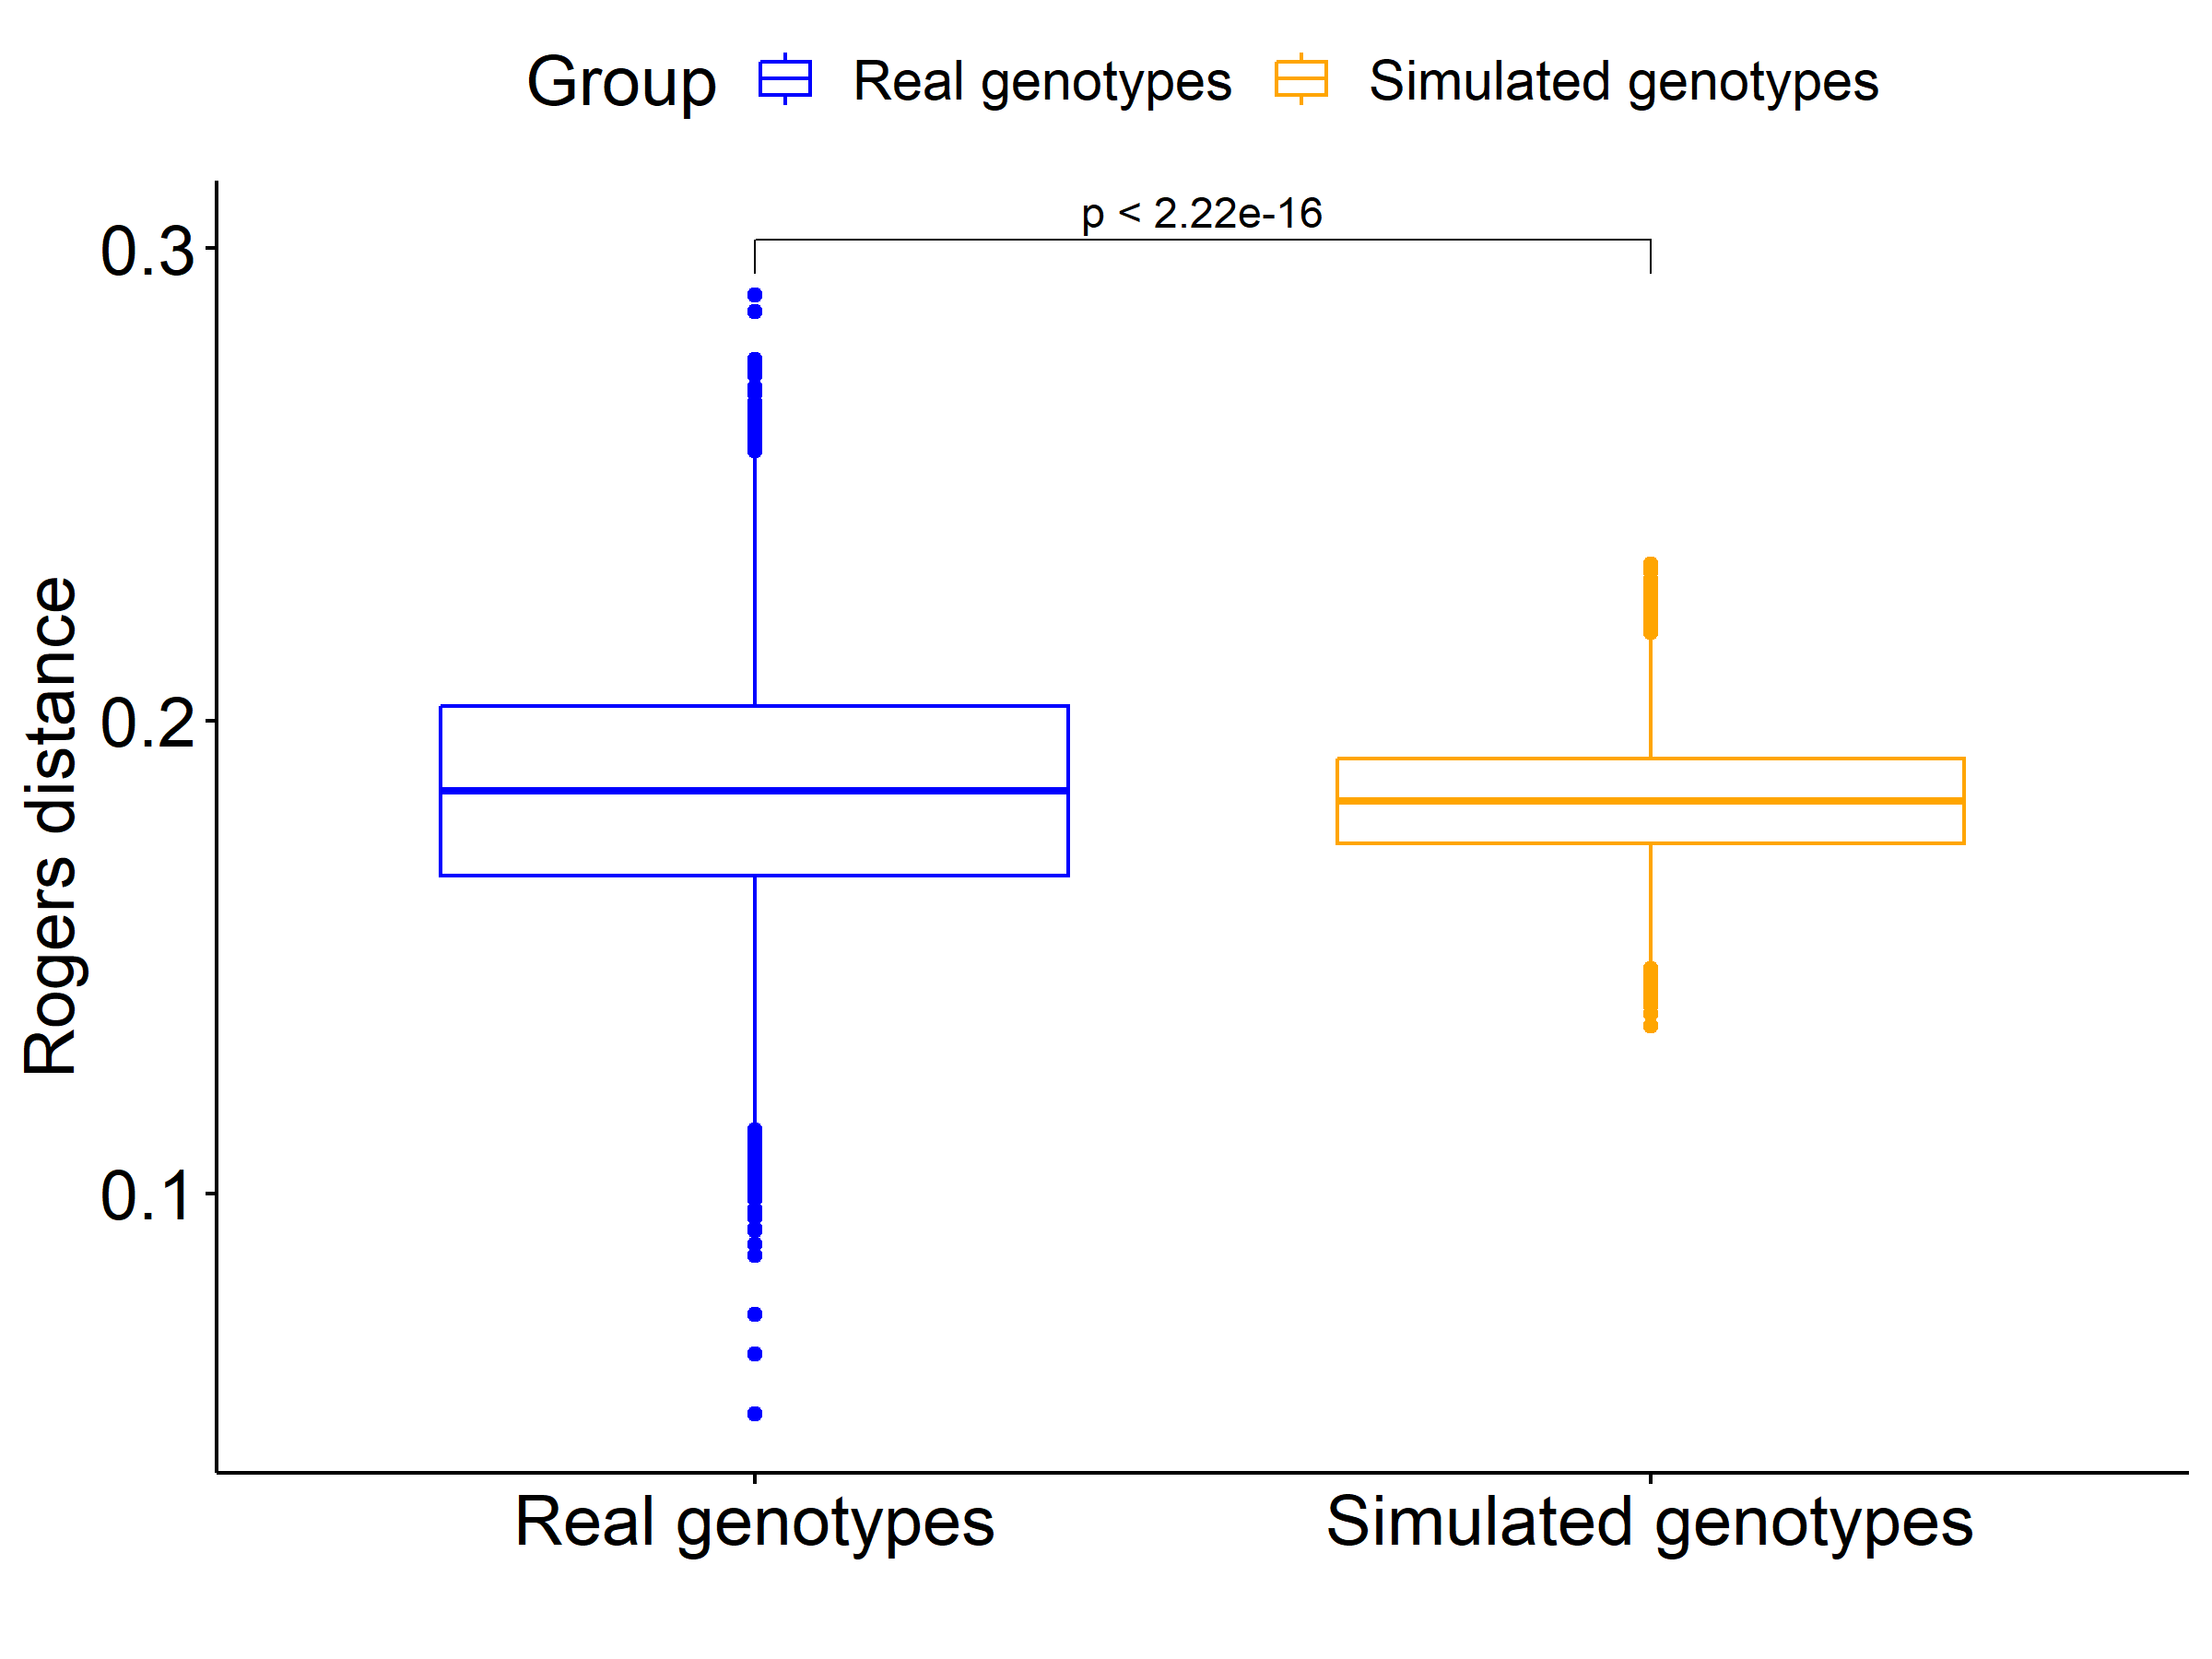 Group Real genotypes Simulated genotypes
p < 2.22e-16
0.3
0.2
0.1
Rogers distance
Real genotypes Simulated genotypes